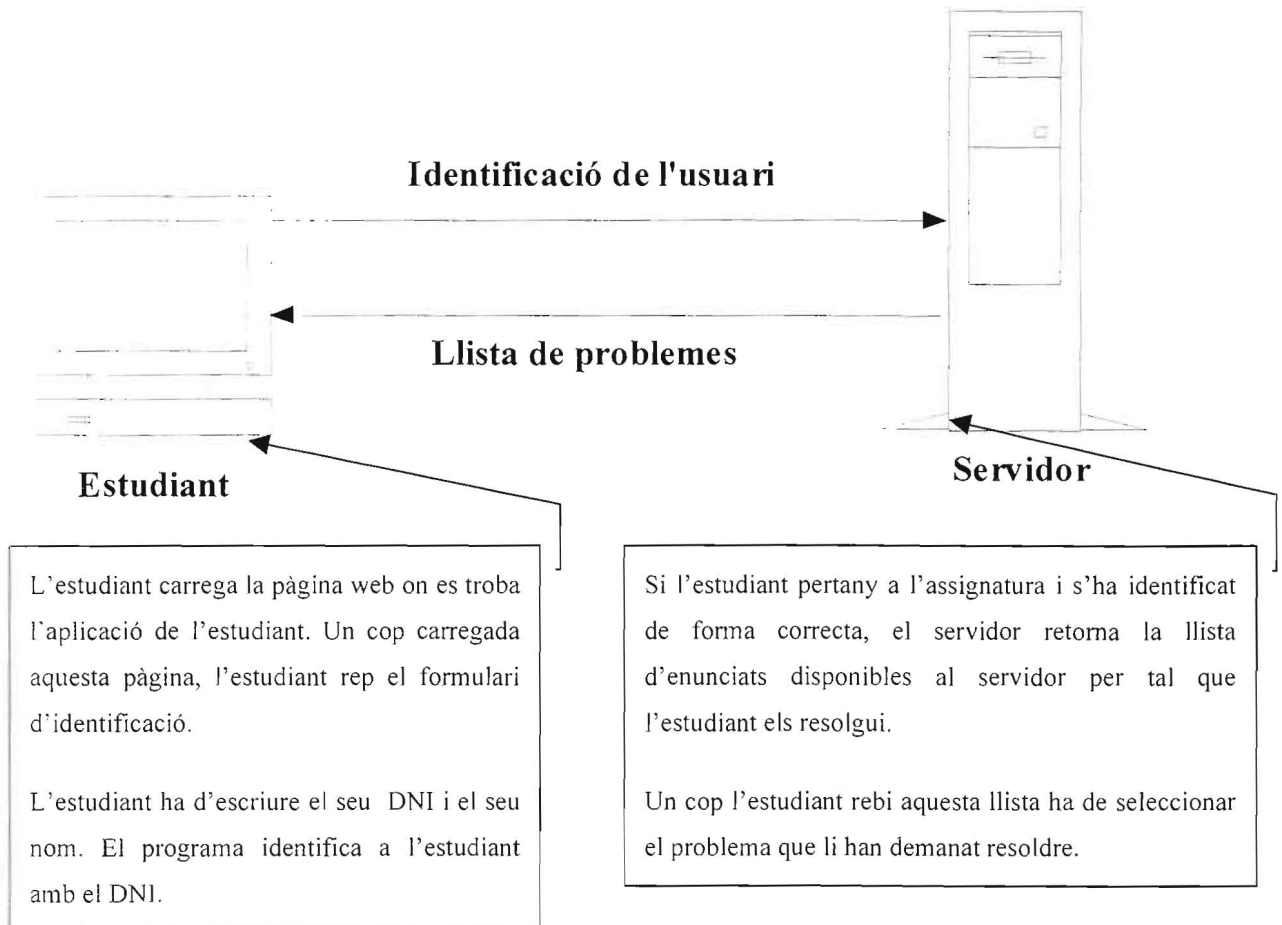 Identificació de l'usuari
Llista de problemes
Estudiant
Servidor
L'estudiant carrega la pàgina web on es troba
l'aplicació de l'estudiant. Un cop carregada
aquesta pàgina, l'estudiant rep el formulari
d'identificació.
L'estudiant ha d'escriure el seu DNI i el seu
nom. El programa identifica a l'estudiant
amb el DNI.
Si l'estudiant pertany a l'assignatura i s'ha identificat
de forma correcta, el servidor retorna la llista
d'enunciats disponibles al servidor per tal que
l'estudiant els resolgui.
Un cop l'estudiant rebi aquesta llista ha de seleccionar
el problema que li han demanat resoldre.